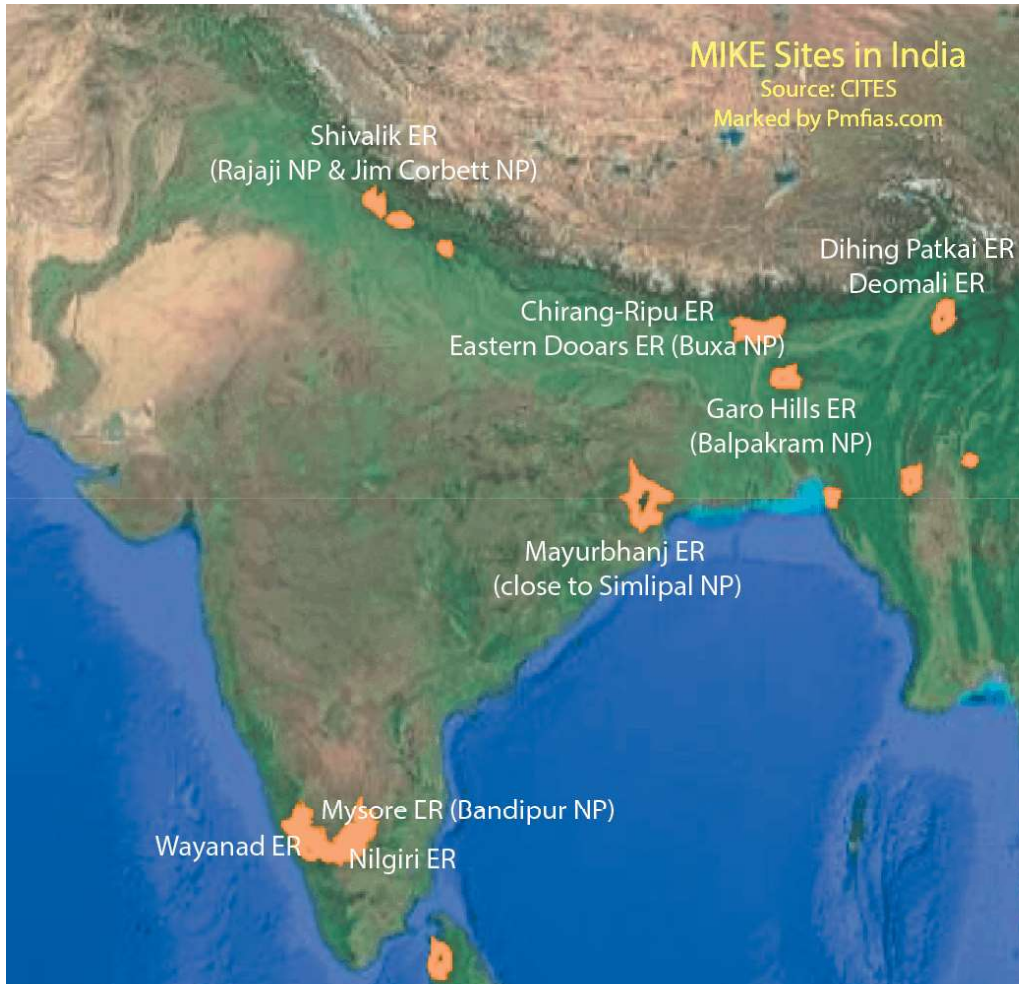 MIKE Sites in India
Source: CITES
Marked by Pmfias.com
Shivalik ER
(Rajaji NP & Jim Corbett NP)
Dihing Patkai ER
Deomali ER
Chirang-Ripu ER
Eastern Dooars ER (Buxa NP)
Garo Hills ER
(Balpakram NP)
Mayurbhanj ER
(close to Simlipal NP)
Mysore ER (Bandipur NP)
Wayanad ER
Nilgiri ER